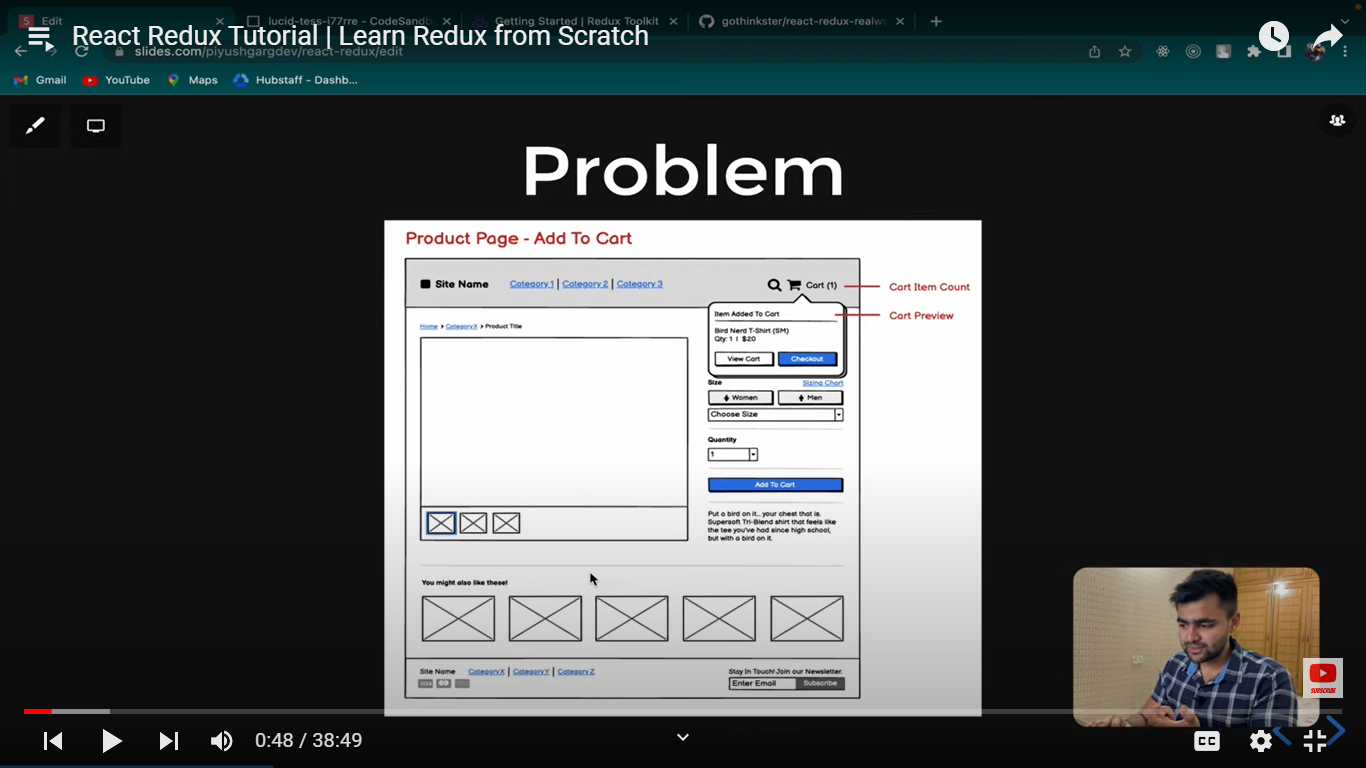 Edit
lucid-tess-i77rre - CodeSandb
Getting Started | Redux Toolkit
gothinkster/react-redux-realw
React Redux Tutorial | Learn Redux from Scratch
slides.com/piyushgargdev/react-redux/edit
Gmail
YouTube
Maps
Hubstaff - Dashb...
Problem
Product Page - Add To Cart
Site Name
Category 1 | Category 2 | Category 3
Cart (1)
Cart Item Count
Item Added To Cart
Cart Preview
Bird Nerd T-Shirt (SM)
Qty: 1 | $20
View Cart
Checkout
Home > CategoryX > Product Title
Size
Sizing Chart
Women
Men
Choose Size
Quantity
1
Add To Cart
Put a bird on it... your chest that is.
Supersoft Tri-Blend shirt that feels like
the tee you've had since high school,
but with a bird on it.
You might also like these!
Site Name
CategoryX | CategoryY | CategoryZ
Stay In Touch! Join our Newsletter.
VISA
Enter Email
Subscribe
SUBSCRIBE
0:48 / 38:49
CC